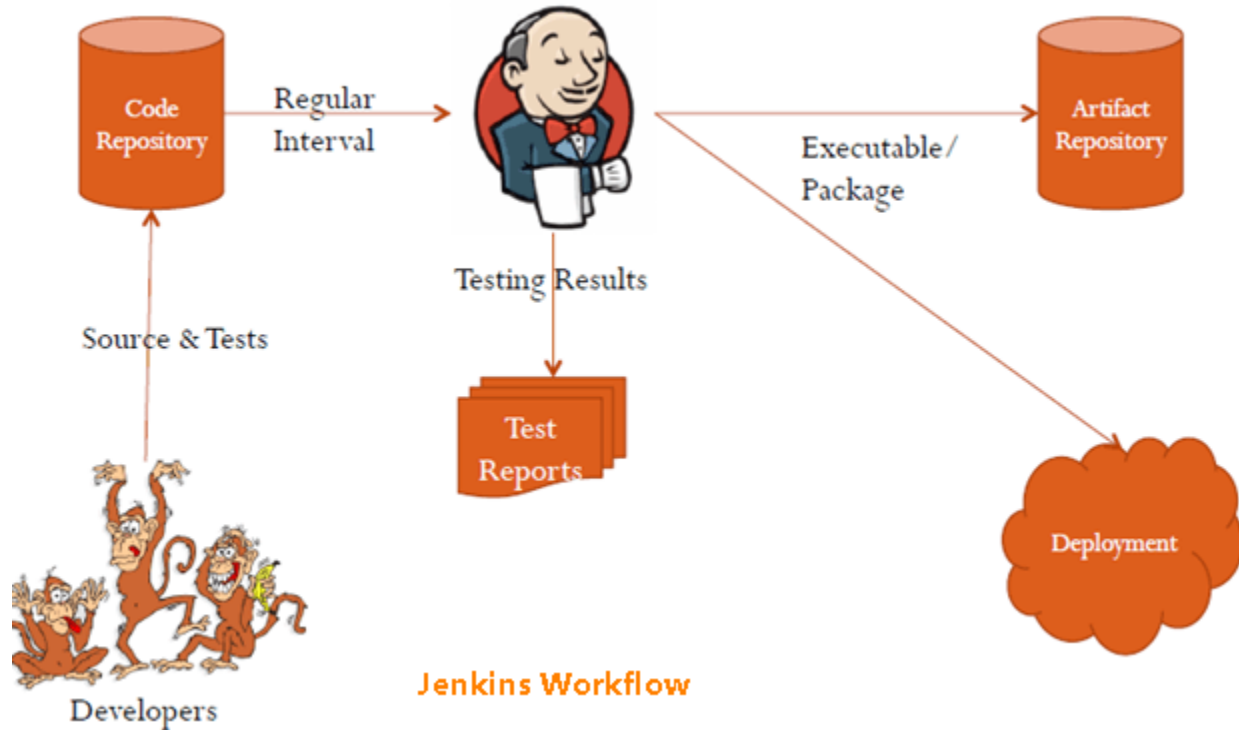 Code
Repository
Regular
Interval
Executable/
Package
Artifact
Repository
Testing Results
Source & Tests
Test
Reports
Deployment
Developers
Jenkins Workflow